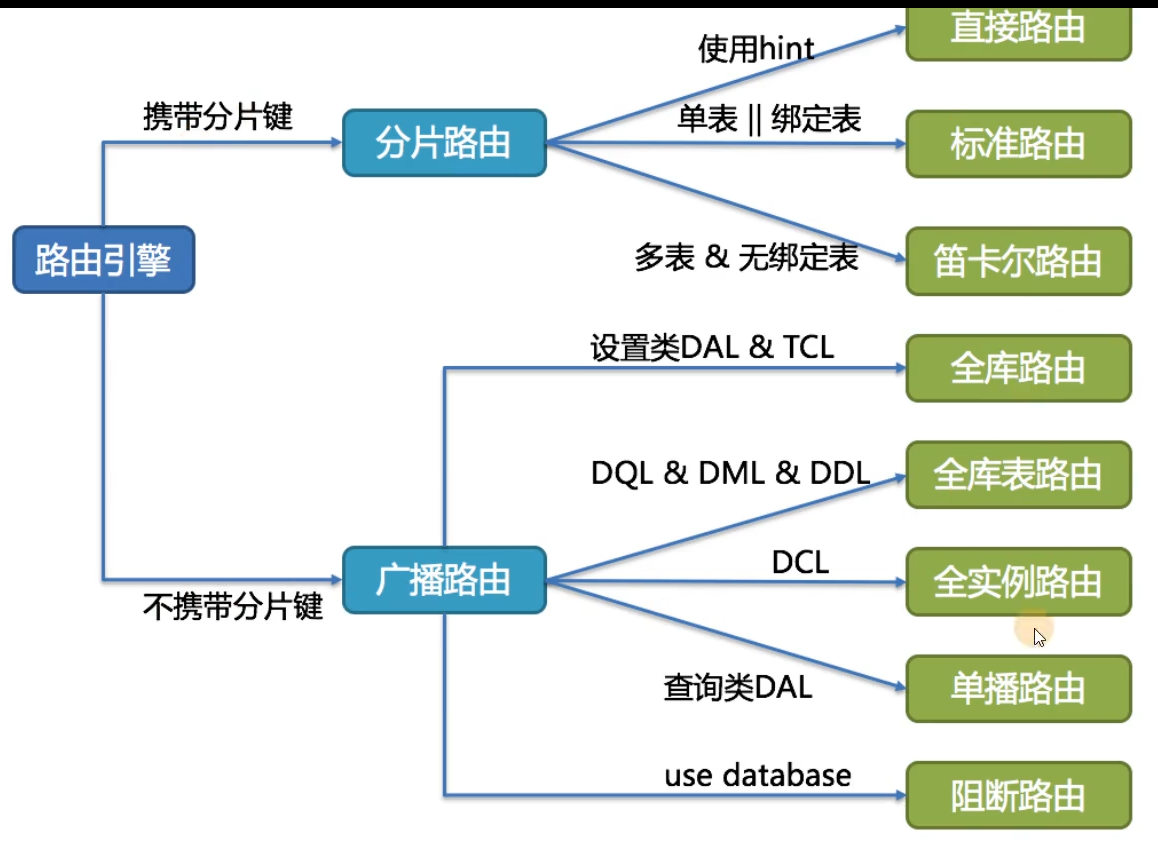 使用hint
直接路由
携带分片键
分片路由
单表 || 绑定表
标准路由
路由引擎
多表 & 无绑定表
笛卡尔路由
设置类DAL & TCL
全库路由
DQL & DML & DDL
全库表路由
广播路由
DCL
全实例路由
不携带分片键
查询类DAL
单播路由
use database
阻断路由